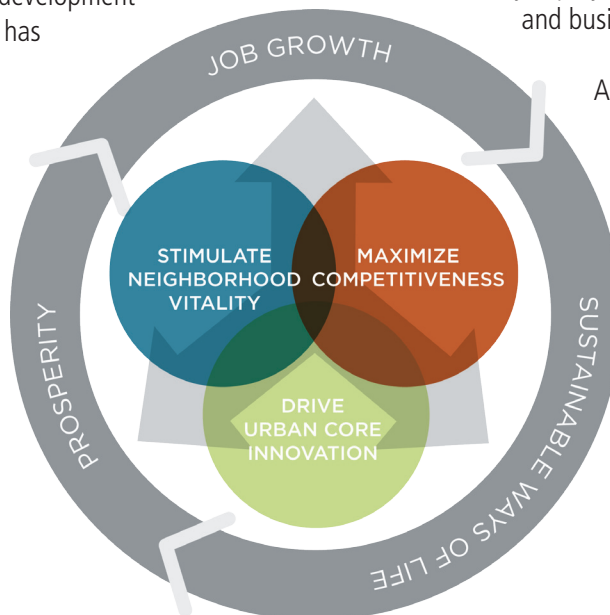 development
has
and busi
A
JOB GROWTH
STIMULATE
NEIGHBORHOOD
VITALITY
MAXIMIZE
COMPETITIVENESS
DRIVE
URBAN CORE
INNOVATION
SUSTAINABLE WAYS OF LIFE
PROSPERITY